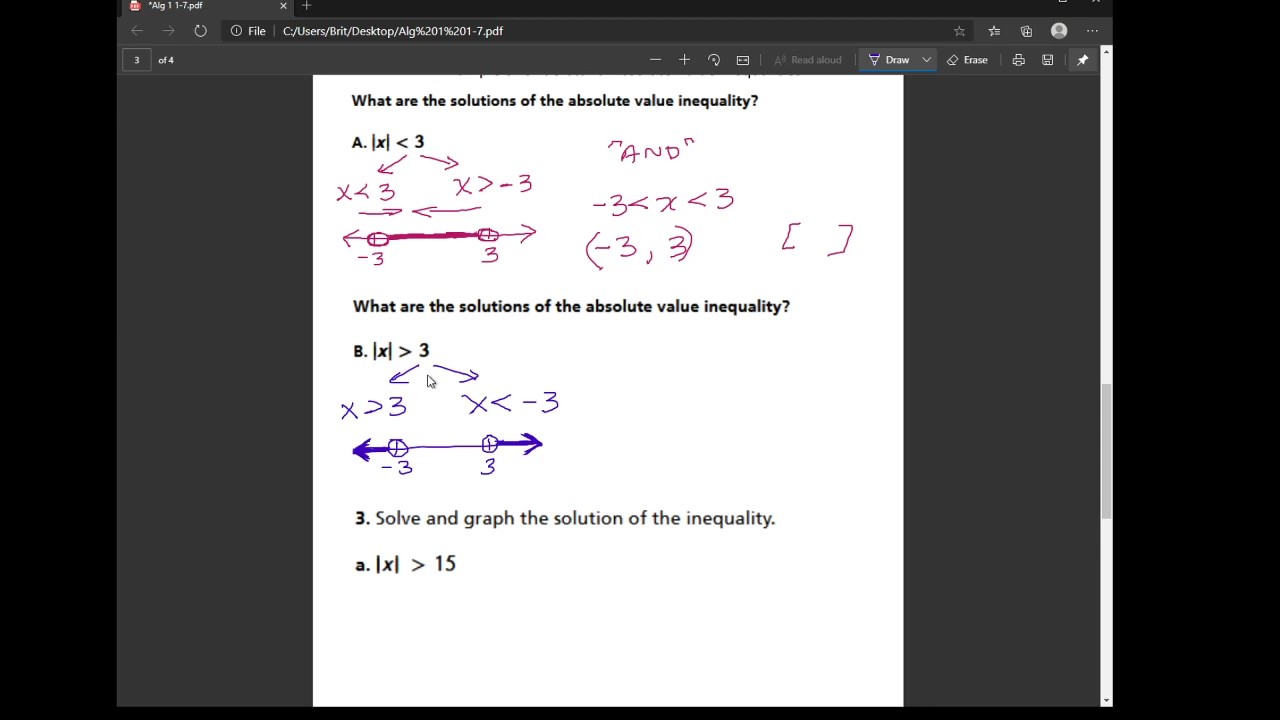 *Alg 1 1-7.pdf
File C:/Users/Brit/Desktop/Alg%201%201-7.pdf
3 of 4 Read aloud Draw Erase
What are the solutions of the absolute value inequality?
A. |x| < 3
"AND"
x < 3 x > -3
-3 < x < 3
(-3, 3) [ ]
-3 3
What are the solutions of the absolute value inequality?
B. |x| > 3
x > 3 x < -3
-3 3
3. Solve and graph the solution of the inequality.
a. |x| > 15